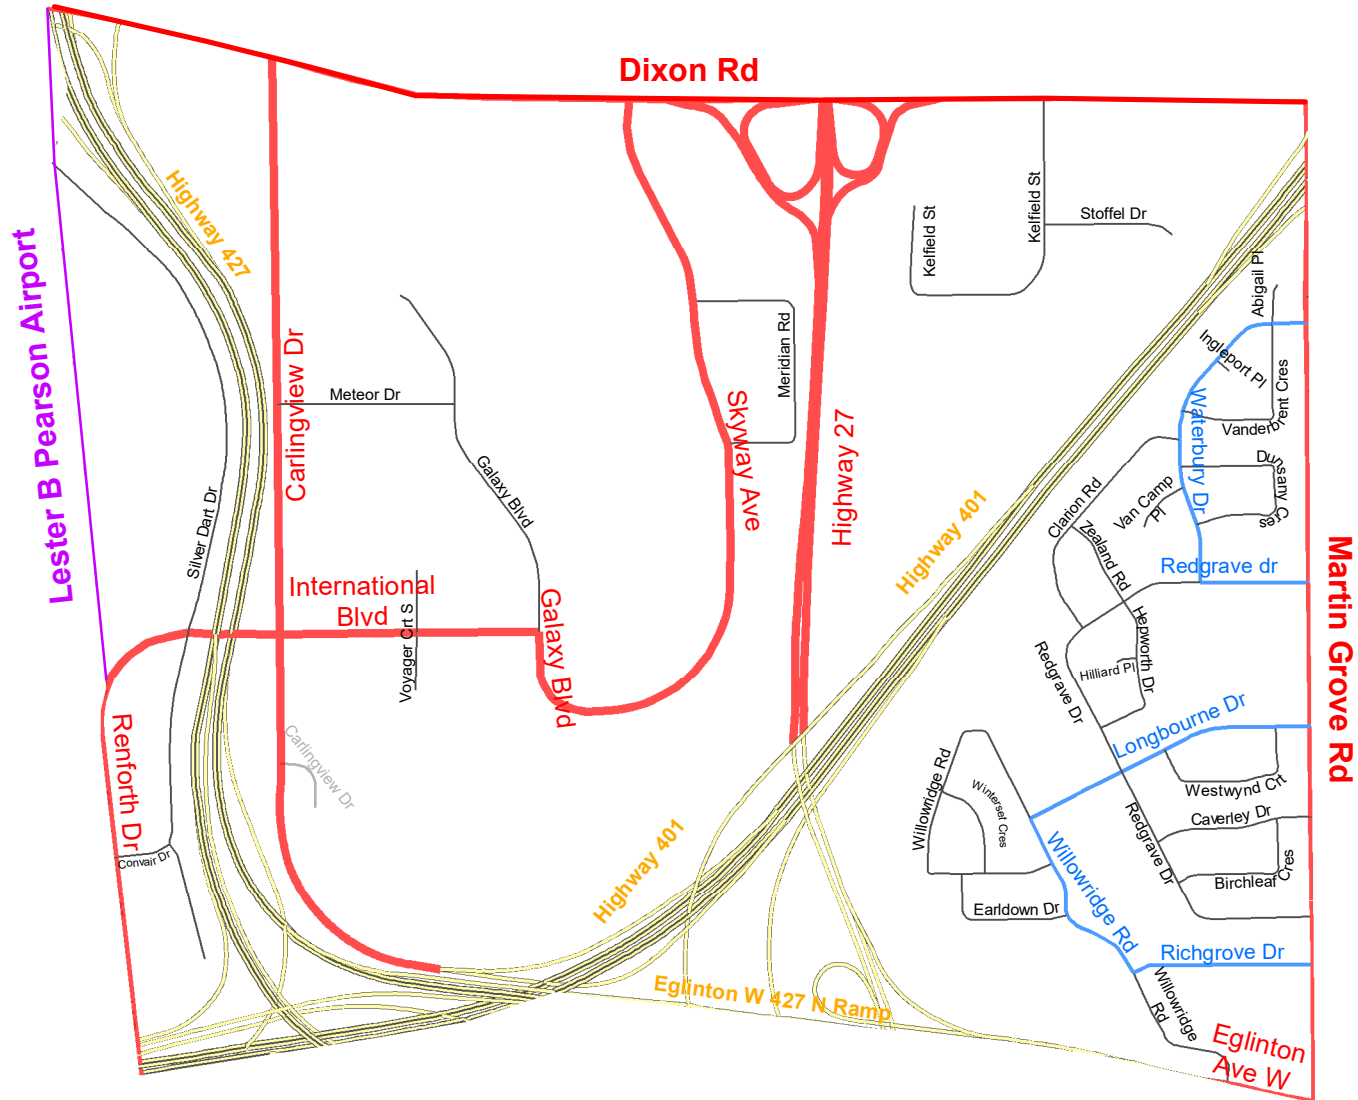 Dixon Rd
Highway 427
Lester B Pearson Airport
Carlingview Dr
Silver Dart Dr
Meteor Dr
Galaxy Blvd
International
Blvd
Voyager Crt S
Galaxy Blvd
Skyway Ave
Meridian Rd
Highway 27
Kelfield St
Kelfield St
Stoffel Dr
Highway 401
Abigail Pl
Ingleport Pl
Vanderbrent Cres
Waterbury Dr
Dunsany Cres
Clarion Rd
Van Camp
Pl
Zealand Rd
Redgrave dr
Martin Grove Rd
Hepworth Dr
Hilliard Pl
Redgrave Dr
Longbourne Dr
Westwynd Crt
Caverley Dr
Redgrave Dr
Birchleaf Cres
Willowridge Rd
Winterset Cres
Willowridge Rd
Earldown Dr
Richgrove Dr
Willowridge
Rd
Eglinton
Ave W
Renforth Dr
Convair Dr
Carlingview Dr
Highway 401
Eglinton W 427 N Ramp